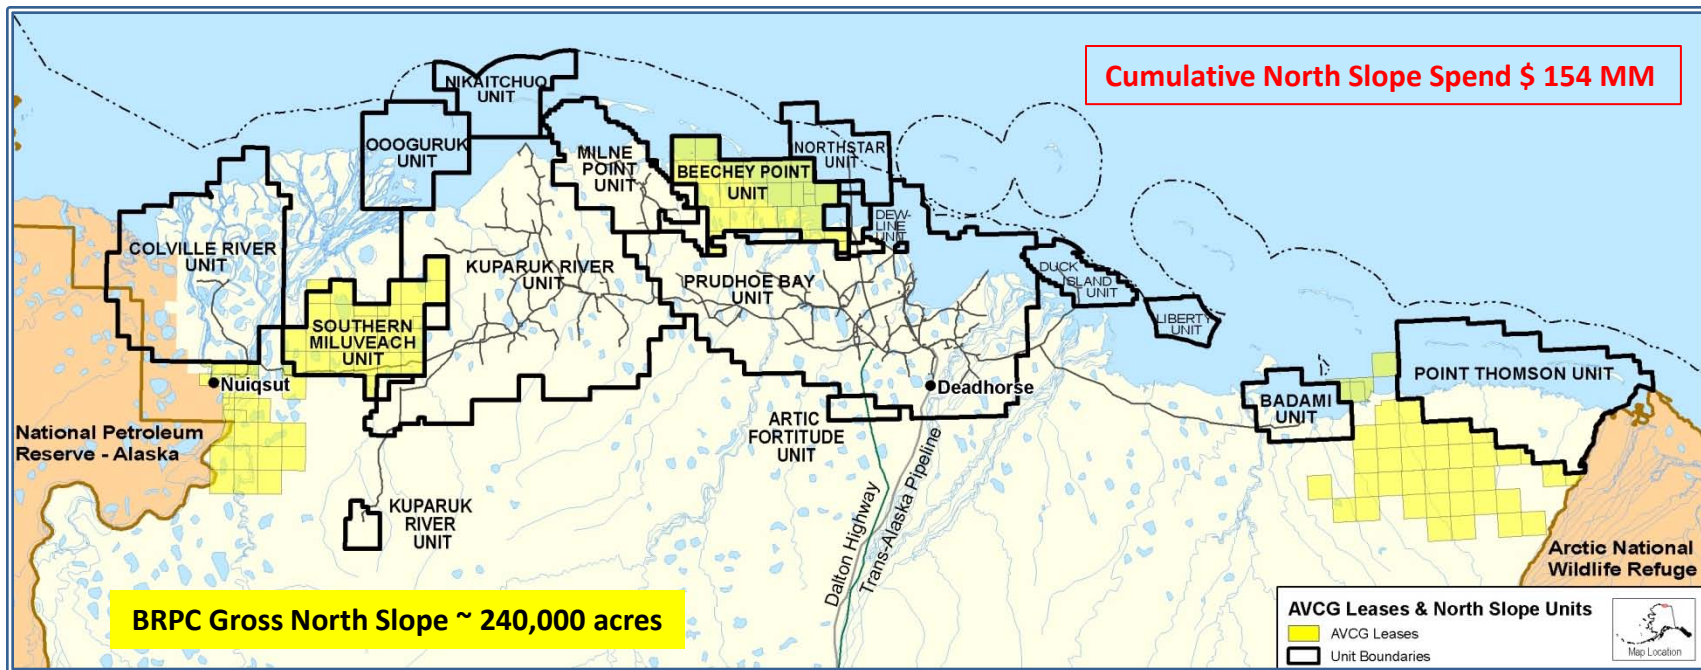 Cumulative North Slope Spend $ 154 MM
NIKAITCHUQ
UNIT
OOOGURUK
UNIT
MILNE
POINT
UNIT
BEECHEY POINT
UNIT
NORTHSTAR
UNIT
DEW-
LINE
UNIT
COLVILLE RIVER
UNIT
KUPARUK RIVER
UNIT
PRUDHOE BAY
UNIT
DUCK
ISLAND
UNIT
LIBERTY
UNIT
SOUTHERN
MILUVEACH
UNIT
Nuiqsut
Deadhorse
POINT THOMSON UNIT
BADAMI
UNIT
ARTIC
FORTITUDE
UNIT
National Petroleum
Reserve - Alaska
KUPARUK
RIVER
UNIT
Dalton Highway
Trans-Alaska Pipeline
Arctic National
Wildlife Refuge
BRPC Gross North Slope ~ 240,000 acres
AVCG Leases & North Slope Units
AVCG Leases
Unit Boundaries
Map Location